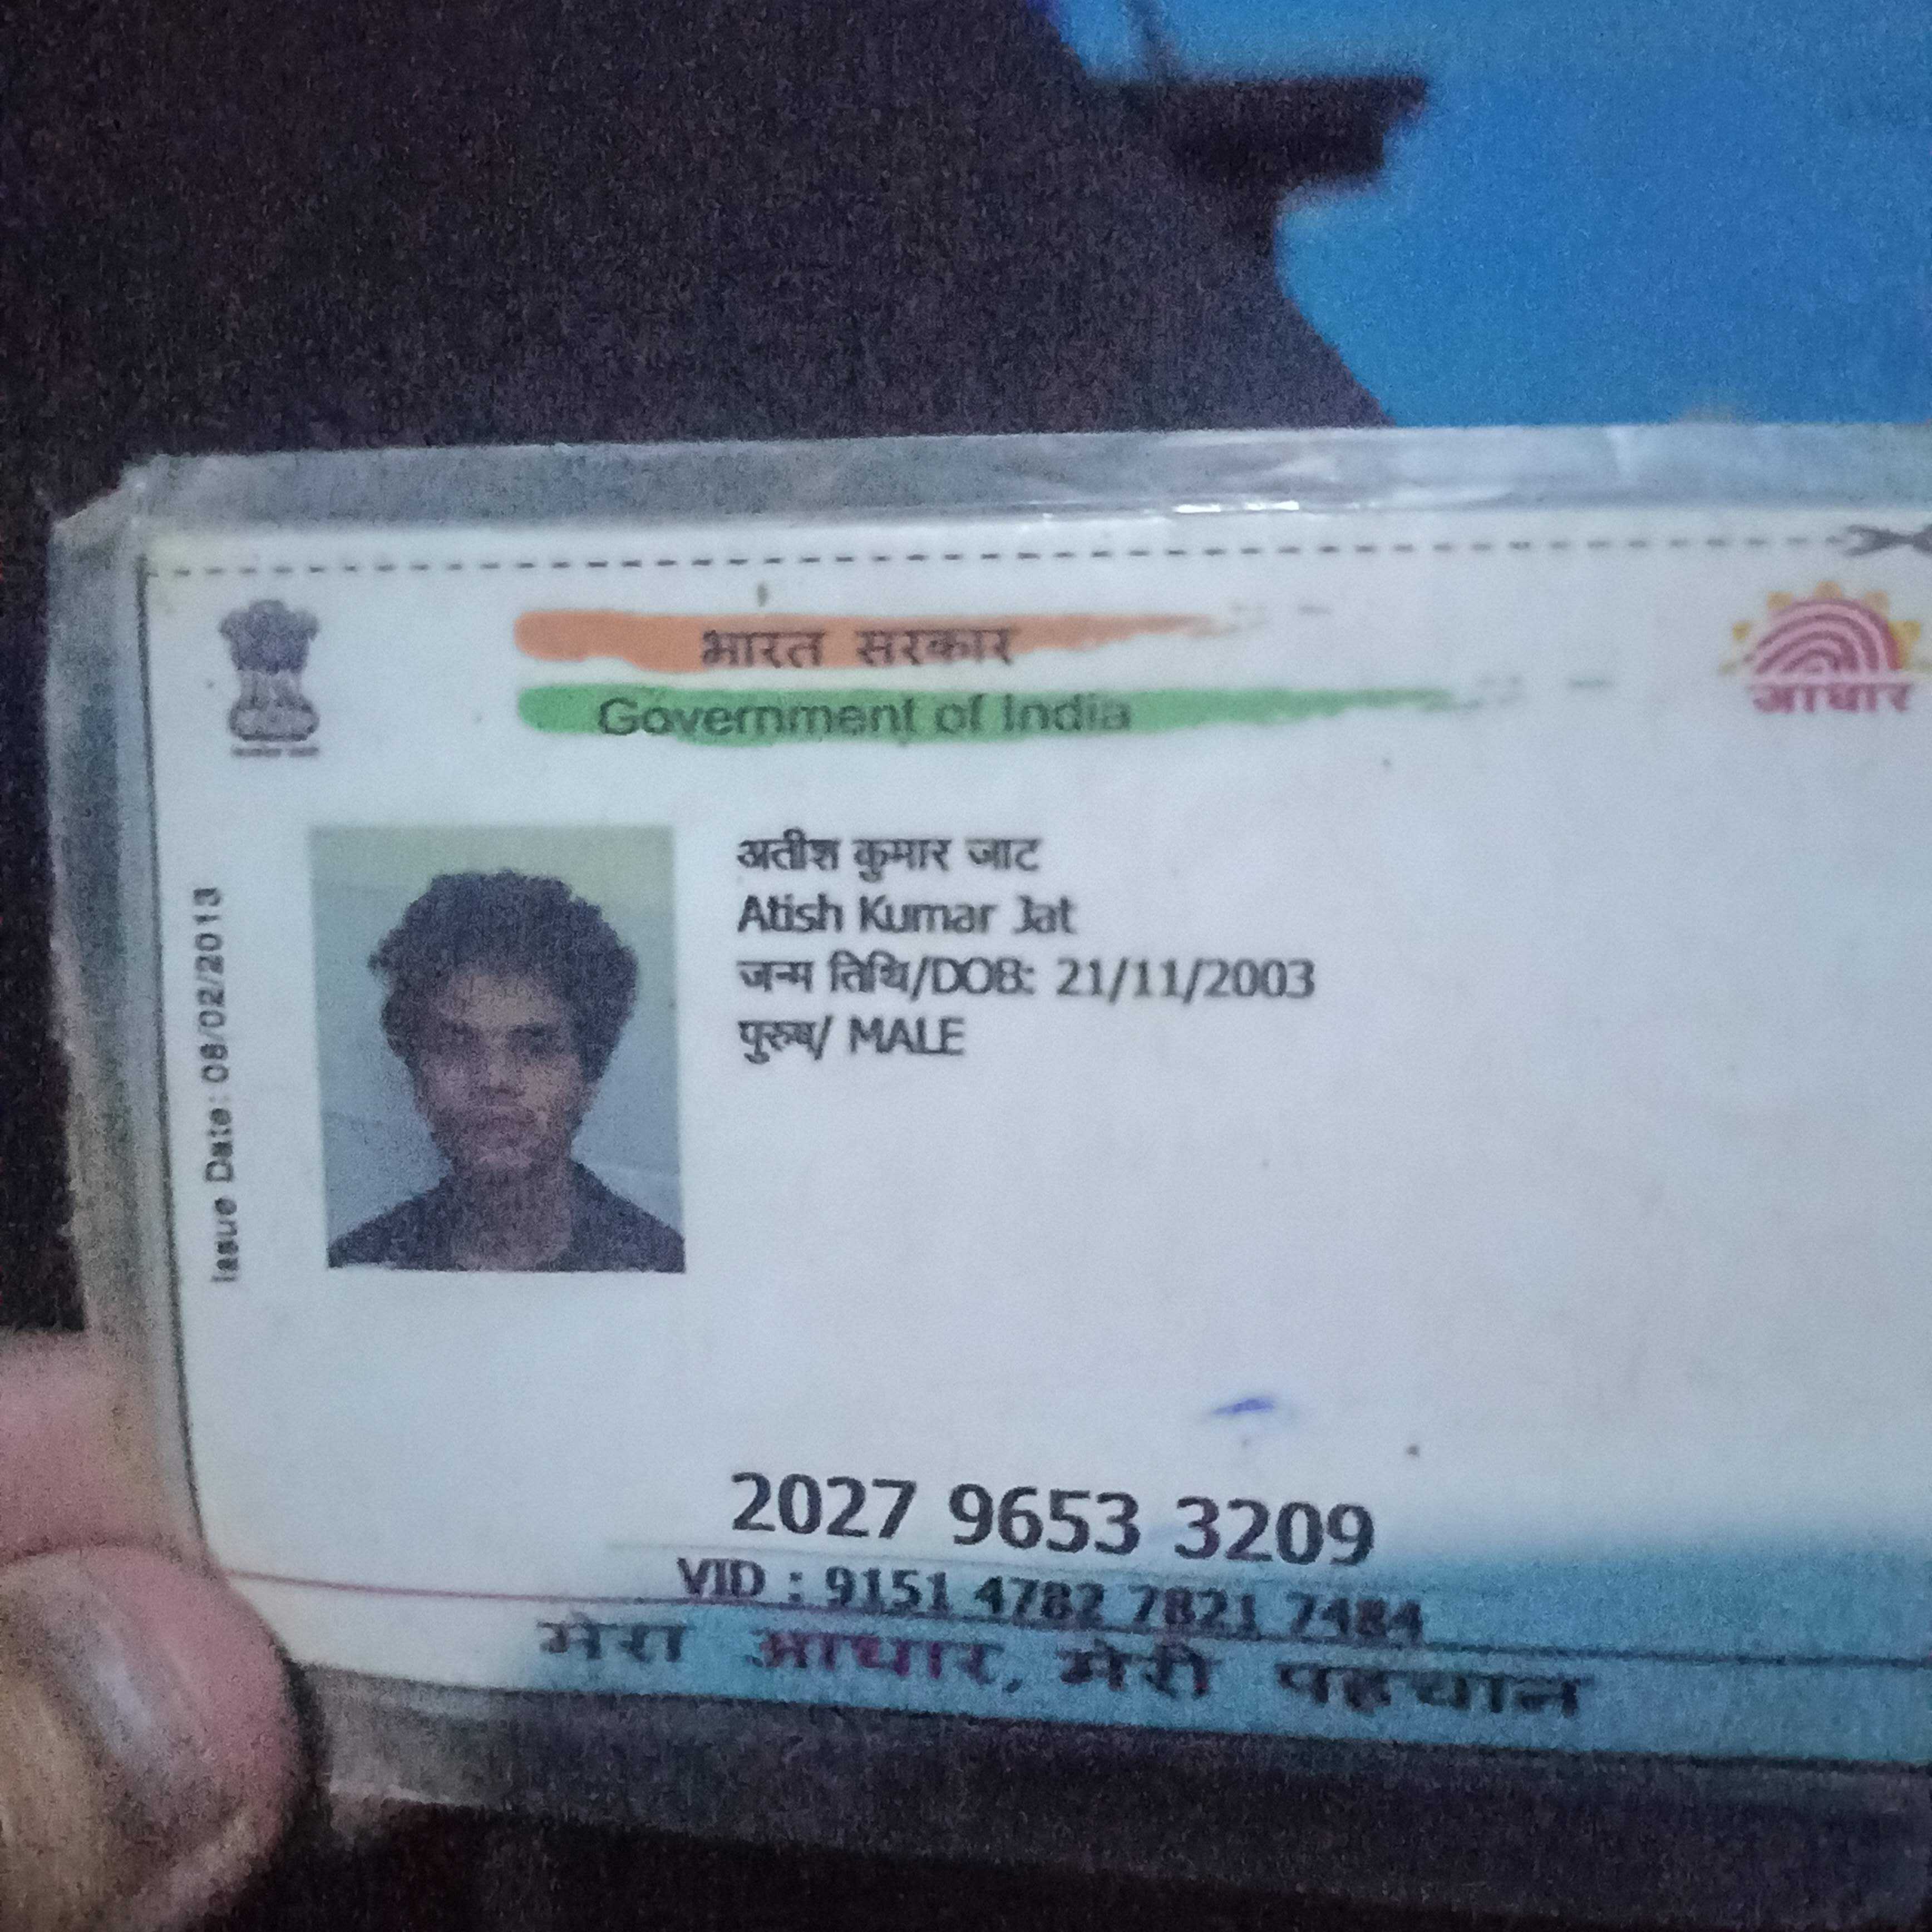 भारत सरकार
Government of India
आधार
अतीश कुमार जाट
Atish Kumar Jat
जन्म तिथि/DOB: 21/11/2003
पुरुष/ MALE
Issue Date: 08/02/2013
2027 9653 3209
VID : 9151 4782 7821 7484
मेरा आधार, मेरी पहचान